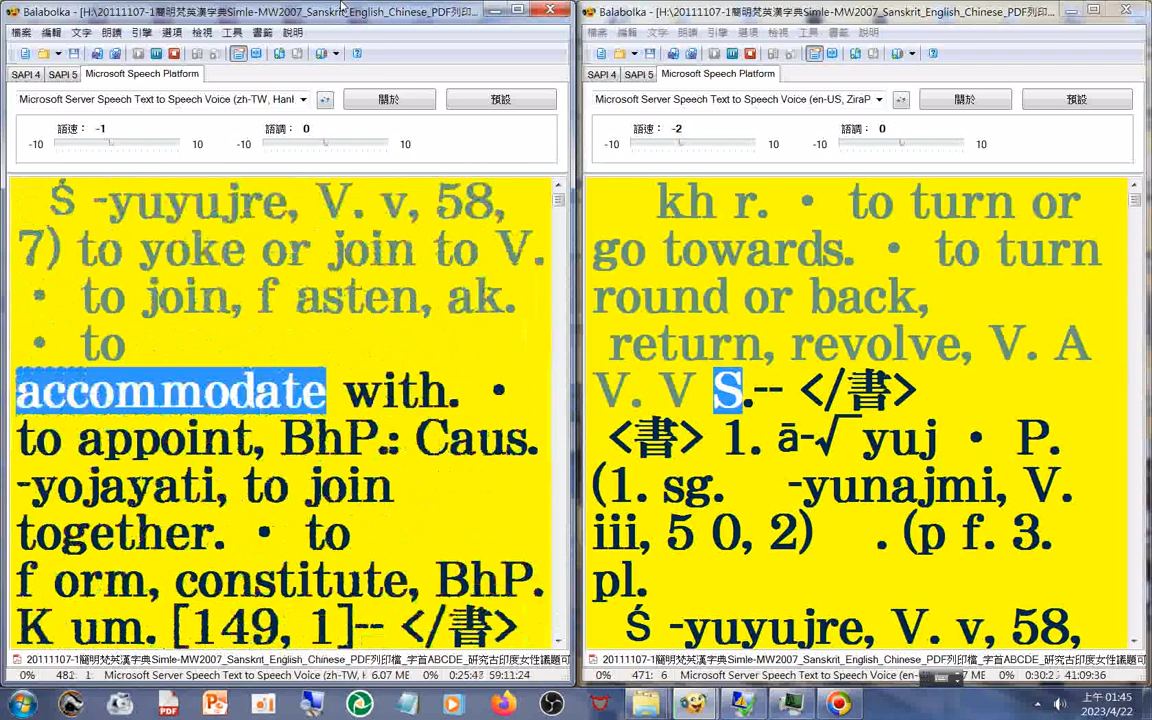 Balabolka - [H:\20111107-1簡明梵英漢字典Simle-MW2007_Sanskrit_English_Chinese_PDF列印...
檔案 編輯 文字 朗讀 引擎 選項 檢視 工具 書籤 說明
SAPI 4 SAPI 5 Microsoft Speech Platform
Microsoft Server Speech Text to Speech Voice (zh-TW, Hanl 關於 預設
語速： -1 語調： 0
-10 10 -10 10
Ś -yuyujre, V. v, 58,
7) to yoke or join to V.
• to join, f asten, ak.
• to
accommodate with. •
to appoint, BhP.: Caus.
-yojayati, to join
together. • to
f orm, constitute, BhP.
K um. [149, 1]-- </書>
20111107-1簡明梵英漢字典Simle-MW2007_Sanskrit_English_Chinese_PDF列印檔_字首ABCDE_研究古印度女性議題可
0% 482: 1 Microsoft Server Speech Text to Speech Voice (zh-TW, H 6.07 MB 0% 0:25:43 59:11:24
Balabolka - [H:\20111107-1簡明梵英漢字典Simle-MW2007_Sanskrit_English_Chinese_PDF列印...
檔案 編輯 文字 朗讀 引擎 選項 檢視 工具 書籤 說明
SAPI 4 SAPI 5 Microsoft Speech Platform
Microsoft Server Speech Text to Speech Voice (en-US, ZiraP 關於 預設
語速： -2 語調： 0
-10 10 -10 10
kh r. • to turn or
go towards. • to turn
round or back,
return, revolve, V. A
V. V S.-- </書>
<書> 1. ā-√ yuj • P.
(1. sg. -yunajmi, V.
iii, 5 0, 2) . (p f. 3.
pl.
Ś -yuyujre, V. v, 58,
20111107-1簡明梵英漢字典Simle-MW2007_Sanskrit_English_Chinese_PDF列印檔_字首ABCDE_研究古印度女性議題可
0% 471: 6 Microsoft Server Speech Text to Speech Voice (en-US, Z 6.07 0% 0:30:2 41:09:36
上午 01:45
2023/4/22